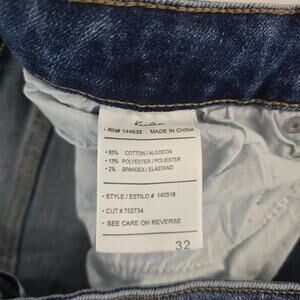 • RN# 144635 MADE IN CHINA
• 85% COTTON / ALGODON
• 13% POLYESTER / POLIESTER
• 2% SPANDEX / ELASTANO
• STYLE / ESTILO # 140516
• CUT # 752734
• SEE CARE ON REVERSE
32